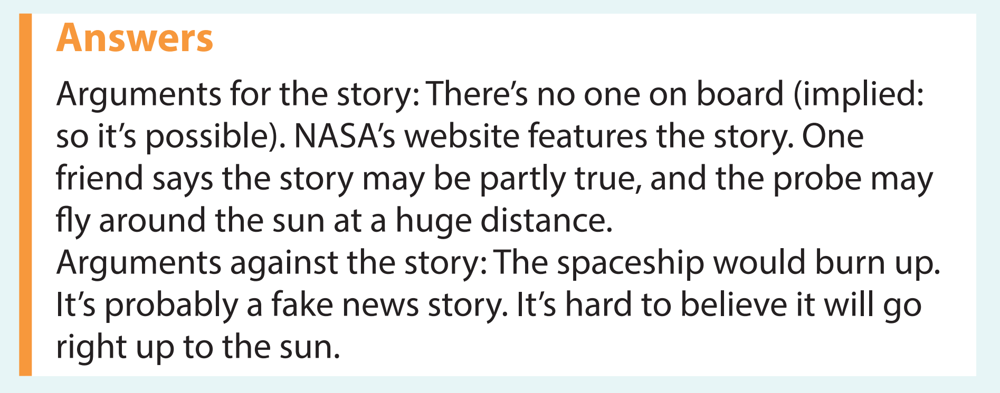 Answers
Arguments for the story: There’s no one on board (implied:
so it’s possible). NASA’s website features the story. One
friend says the story may be partly true, and the probe may
fly around the sun at a huge distance.
Arguments against the story: The spaceship would burn up.
It’s probably a fake news story. It’s hard to believe it will go
right up to the sun.